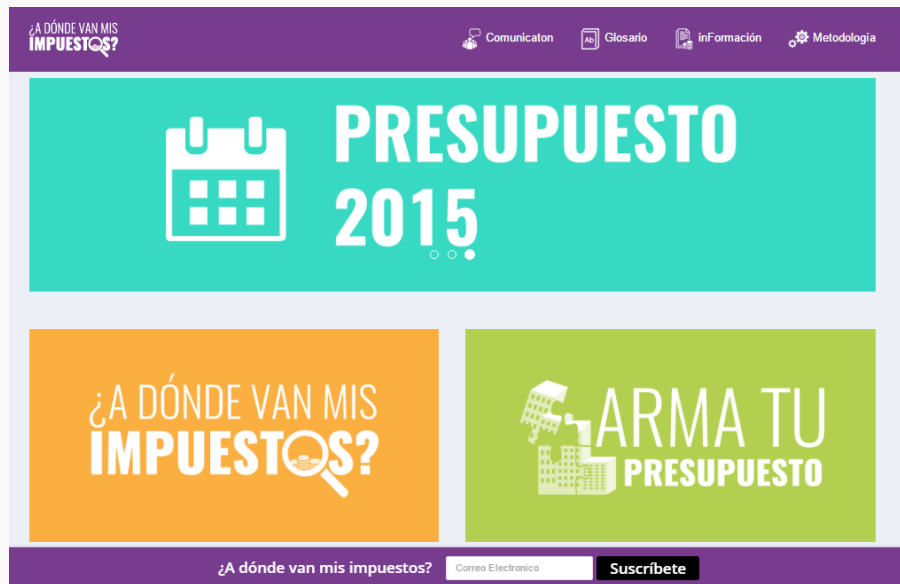 ¿A DÓNDE VAN MIS
IMPUESTOS?
Comunicaton
Ab
Glosario
inFormación
Metodología
PRESUPUESTO
2015
¿A DÓNDE VAN MIS
IMPUESTOS?
ARMA TU
PRESUPUESTO
¿A dónde van mis impuestos?
Correo Electronico
Suscríbete